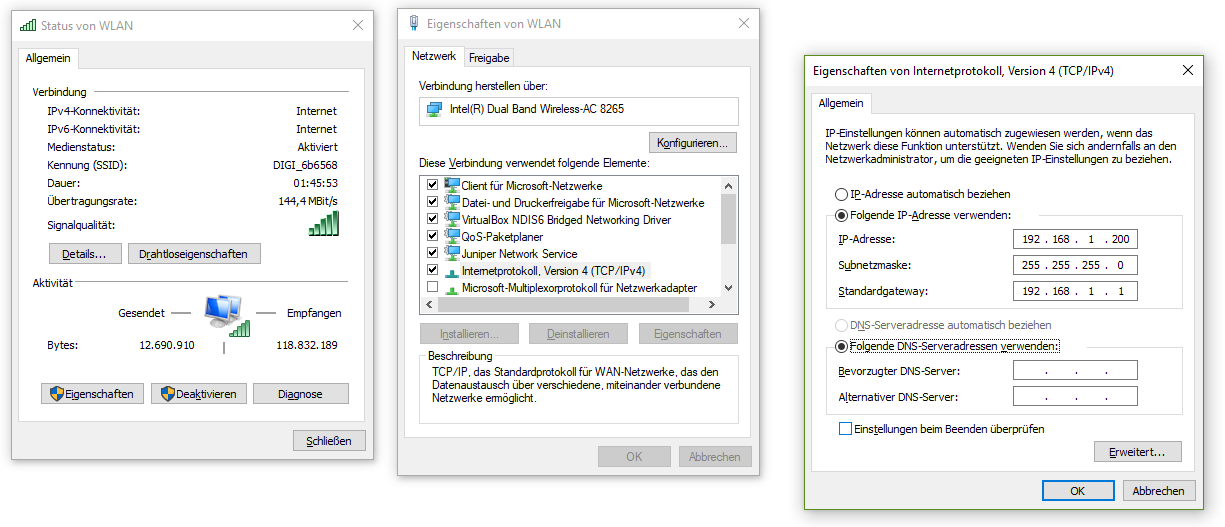 Status von WLAN
Allgemein
Verbindung
IPv4-Konnektivität: Internet
IPv6-Konnektivität: Internet
Medienstatus: Aktiviert
Kennung (SSID): DIGI_6b6568
Dauer: 01:45:53
Übertragungsrate: 144,4 MBit/s
Signalqualität:
Details... Drahtloseigenschaften
Aktivität
Gesendet Empfangen
Bytes: 12.690.910 118.832.189
Eigenschaften Deaktivieren Diagnose
Schließen
Eigenschaften von WLAN
Netzwerk Freigabe
Verbindung herstellen über:
Intel(R) Dual Band Wireless-AC 8265
Konfigurieren...
Diese Verbindung verwendet folgende Elemente:
Client für Microsoft-Netzwerke
Datei- und Druckerfreigabe für Microsoft-Netzwerke
VirtualBox NDIS6 Bridged Networking Driver
QoS-Paketplaner
Juniper Network Service
Internetprotokoll, Version 4 (TCP/IPv4)
Microsoft-Multiplexorprotokoll für Netzwerkadapter
Installieren... Deinstallieren Eigenschaften
Beschreibung
TCP/IP, das Standardprotokoll für WAN-Netzwerke, das den
Datenaustausch über verschiedene, miteinander verbundene
Netzwerke ermöglicht.
OK Abbrechen
Eigenschaften von Internetprotokoll, Version 4 (TCP/IPv4)
Allgemein
IP-Einstellungen können automatisch zugewiesen werden, wenn das
Netzwerk diese Funktion unterstützt. Wenden Sie sich andernfalls an den
Netzwerkadministrator, um die geeigneten IP-Einstellungen zu beziehen.
IP-Adresse automatisch beziehen
Folgende IP-Adresse verwenden:
IP-Adresse: 192 . 168 . 1 . 200
Subnetzmaske: 255 . 255 . 255 . 0
Standardgateway: 192 . 168 . 1 . 1
DNS-Serveradresse automatisch beziehen
Folgende DNS-Serveradressen verwenden:
Bevorzugter DNS-Server: . . .
Alternativer DNS-Server: . . .
Einstellungen beim Beenden überprüfen
Erweitert...
OK Abbrechen